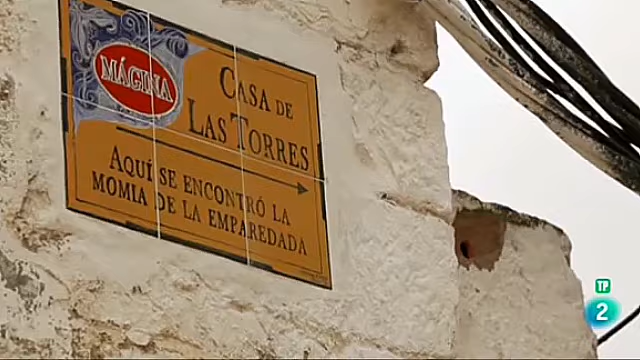 MÁGINA
CASA DE
LAS TORRES
AQUÍ SE ENCONTRÓ LA
MOMIA DE LA EMPAREDADA
TP
2